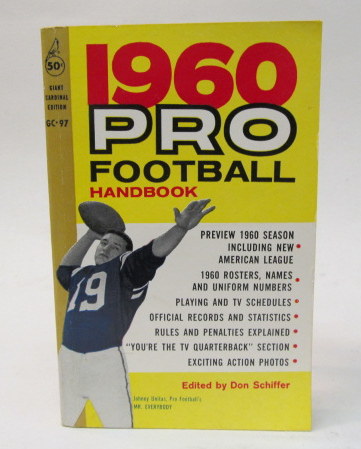 50¢
GIANT
CARDINAL
EDITION
GC-97
1960
PRO
FOOTBALL
HANDBOOK
PREVIEW 1960 SEASON
INCLUDING NEW
AMERICAN LEAGUE
1960 ROSTERS, NAMES
AND UNIFORM NUMBERS
PLAYING AND TV SCHEDULES
OFFICIAL RECORDS AND STATISTICS
RULES AND PENALTIES EXPLAINED
"YOU'RE THE TV QUARTERBACK" SECTION
EXCITING ACTION PHOTOS
19
Edited by Don Schiffer
Johnny Unitas, Pro Football's
MR. EVERYBODY